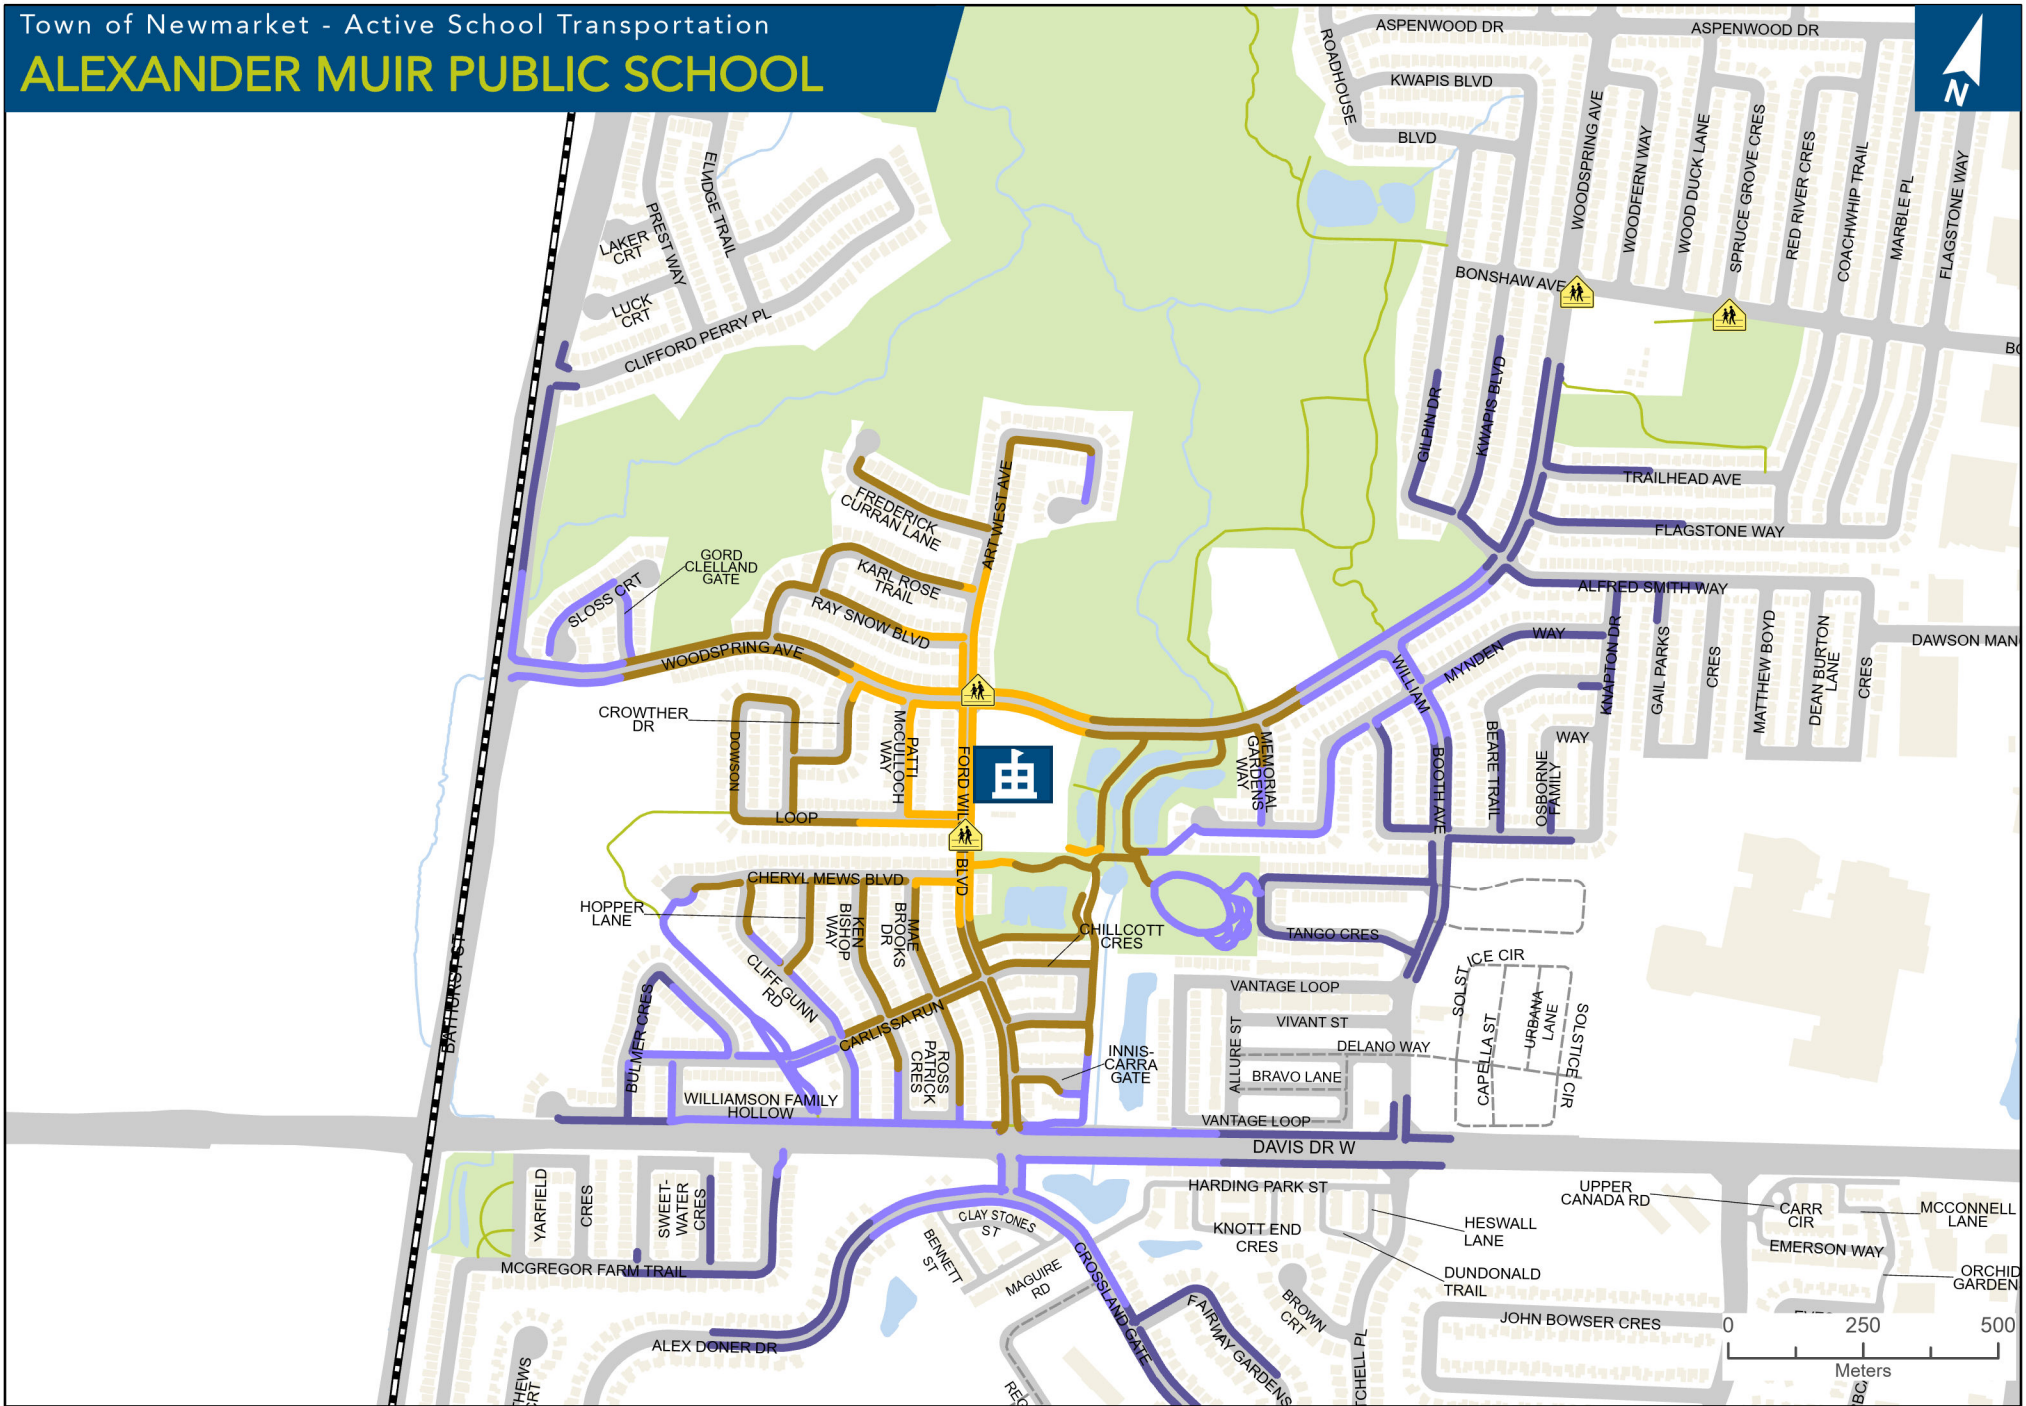 Town of Newmarket - Active School Transportation
ALEXANDER MUIR PUBLIC SCHOOL
N
ASPENWOOD DR
ASPENWOOD DR
ROADHOUSE
KWAPIS BLVD
BLVD
WOODSPRING AVE
WOODFERN WAY
WOOD DUCK LANE
SPRUCE GROVE CRES
RED RIVER CRES
COACHWHIP TRAIL
MARBLE PL
FLAGSTONE WAY
ELVIDGE TRAIL
PREST WAY
LAKER
CRT
LUCK
CRT
CLIFFORD PERRY PL
BONSHAW AVE
GILPIN DR
KWAPIS BLVD
TRAILHEAD AVE
FLAGSTONE WAY
ALFRED SMITH WAY
FREDERICK
CURRAN LANE
ART WEST AVE
KARL ROSE
TRAIL
RAY SNOW BLVD
GORD
CLELLAND
GATE
SLOSS CRT
WOODSPRING AVE
CROWTHER
DR
DOWSON
LOOP
PATTI
McCULLOCH
WAY
FORD WIL
BLVD
MEMORIAL
GARDENS
WAY
WILLIAM
BOOTH AVE
MYNDEN
WAY
KNAPTON DR
GAIL PARKS
CRES
MATTHEW BOYD
DEAN BURTON
LANE
CRES
DAWSON MAN
BEARE TRAIL
OSBORNE
FAMILY
WAY
CHERYL MEWS BLVD
HOPPER
LANE
KEN
BISHOP
WAY
MAE
BROOKS
DR
CLIFF GUNN
RD
CARLISSA RUN
CHILLCOTT
CRES
TANGO CRES
BATHURST ST
BULMER CRES
ROSS
PATRICK
CRES
WILLIAMSON FAMILY
HOLLOW
INNIS-
CARRA
GATE
VANTAGE LOOP
VIVANT ST
ALLURE ST
DELANO WAY
BRAVO LANE
VANTAGE LOOP
SOLST
ICE CIR
CAPELLA ST
URBANA
LANE
SOLSTICE CIR
DAVIS DR W
YARFIELD
CRES
SWEET-
WATER
CRES
MCGREGOR FARM TRAIL
ALEX DONER DR
CLAY STONES
ST
BENNETT
ST
MAGUIRE
RD
CROSSLAND GATE
FAIRWAY GARDENS
HARDING PARK ST
KNOTT END
CRES
HESWALL
LANE
DUNDONALD
TRAIL
BROWN
CRT
TCHELL PL
JOHN BOWSER CRES
UPPER
CANADA RD
CARR
CIR
EMERSON WAY
MCCONNELL
LANE
ORCHID
GARDEN
THEWS
CRT
REG
0 250 500
Meters